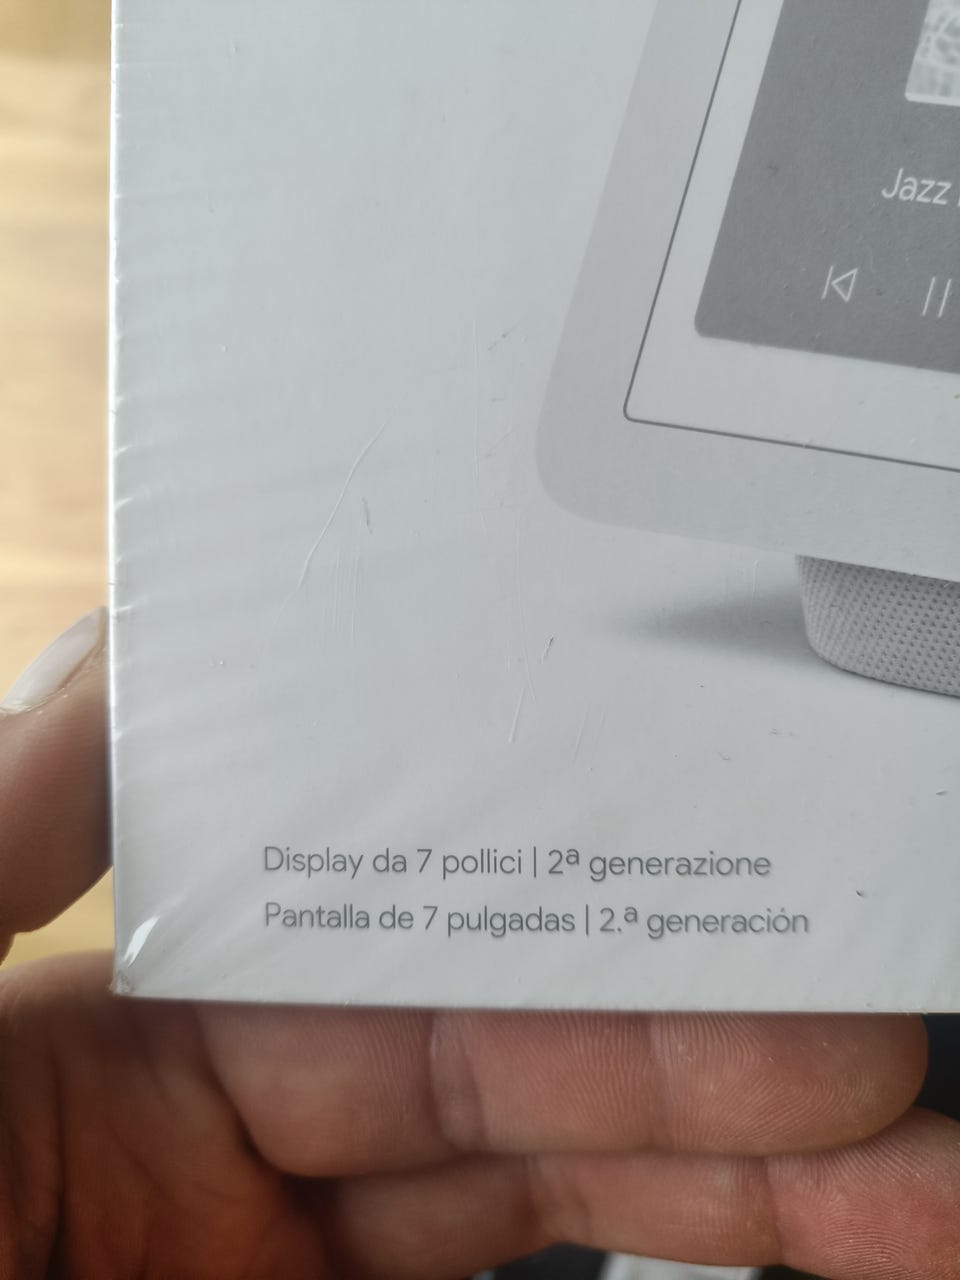 Jazz
Display da 7 pollici | 2ª generazione
Pantalla de 7 pulgadas | 2.ª generación